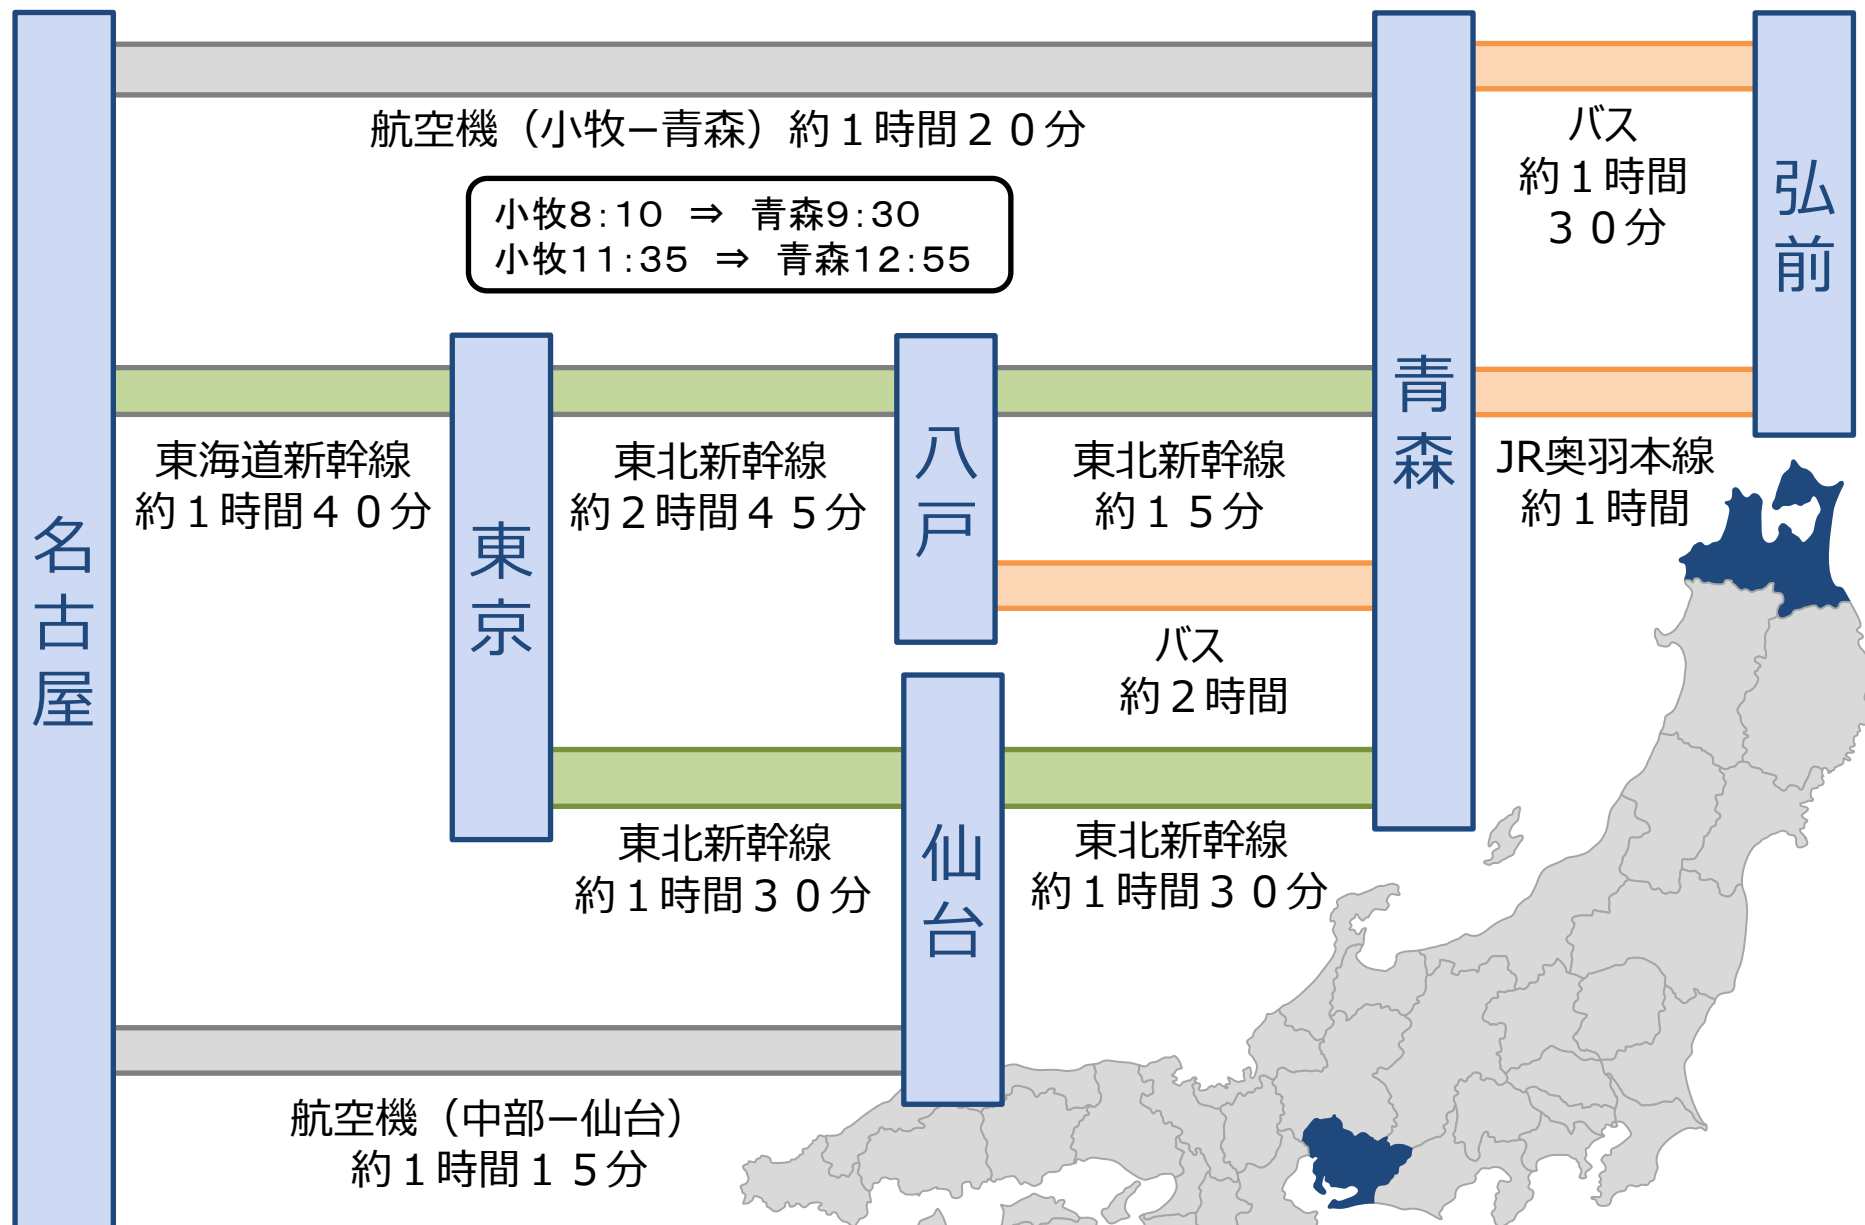 名古屋
航空機（小牧−青森）約１時間２０分
小牧8:10 ⇒ 青森9:30
小牧11:35 ⇒ 青森12:55
青森
バス
約１時間
３０分
弘前
東海道新幹線
約１時間４０分
東京
東北新幹線
約２時間４５分
八戸
東北新幹線
約１５分
JR奥羽本線
約１時間
バス
約２時間
東北新幹線
約１時間３０分
仙台
東北新幹線
約１時間３０分
航空機（中部−仙台）
約１時間１５分